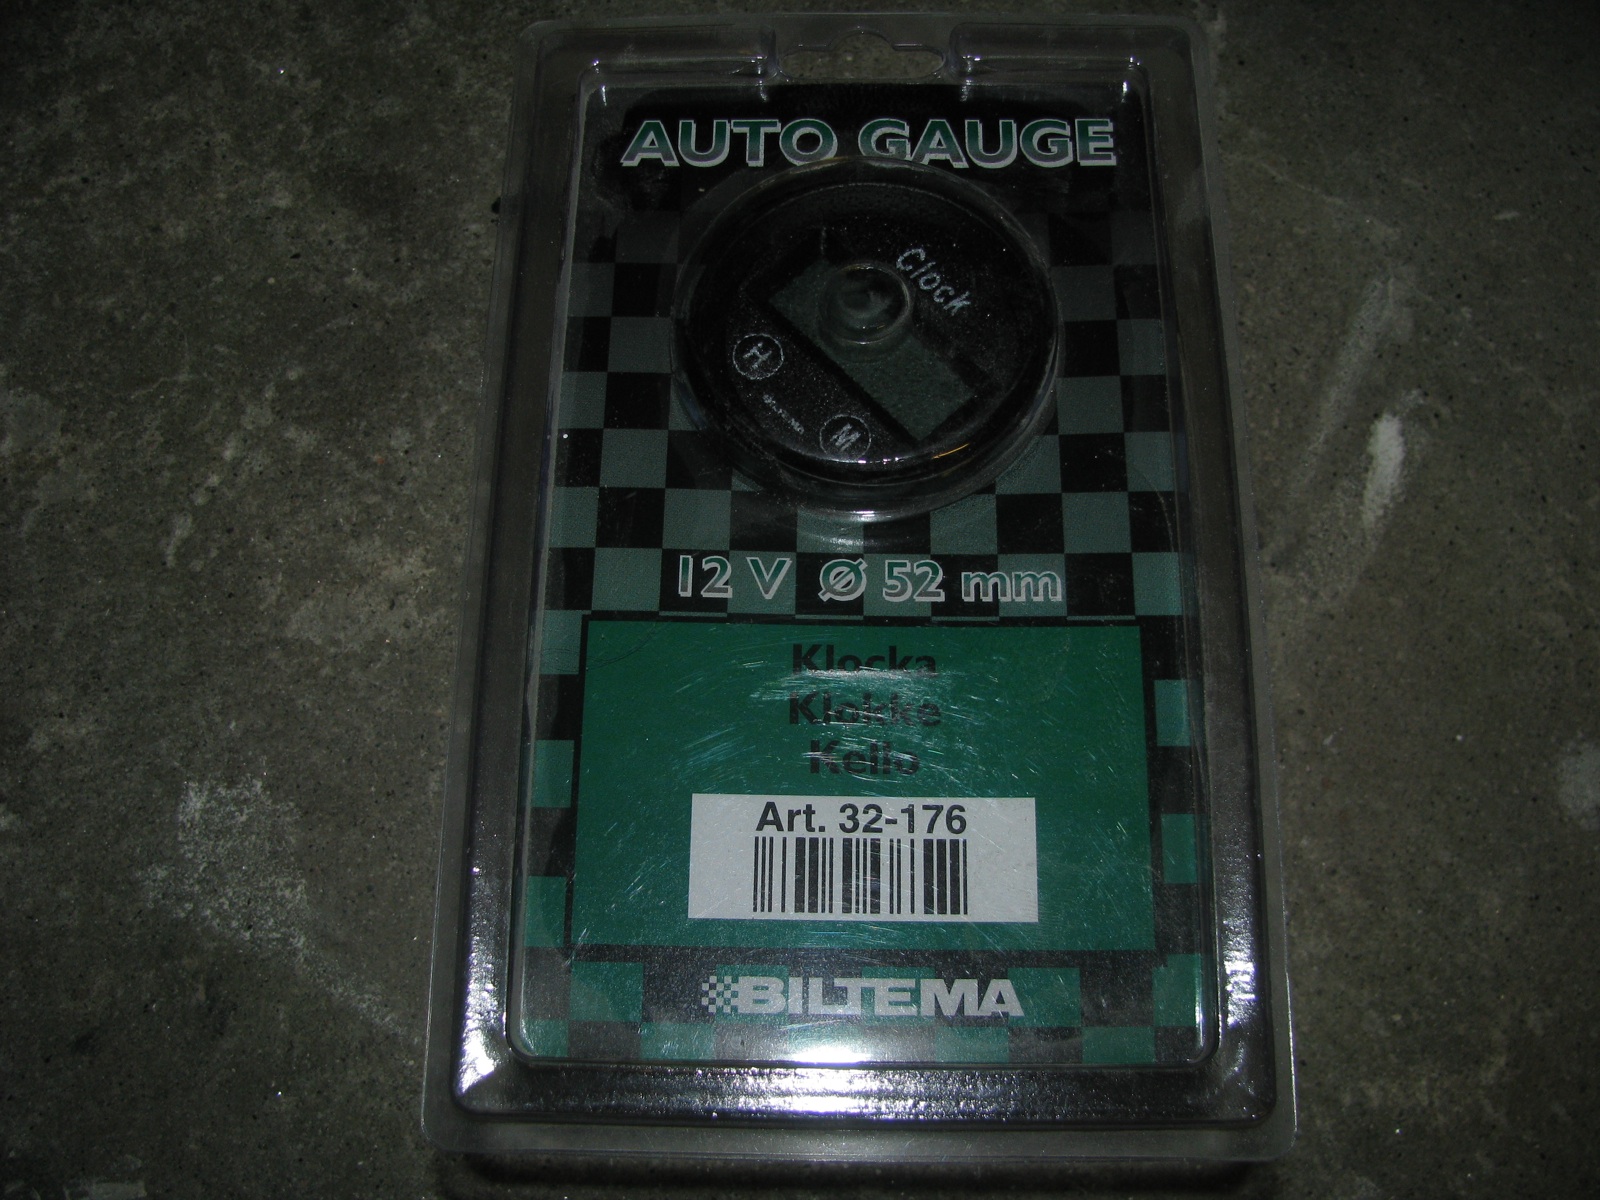 AUTO GAUGE
Clock
H
M
12 V Ø 52 mm
Klocka
Klokke
Kello
Art. 32-176
BILTEMA